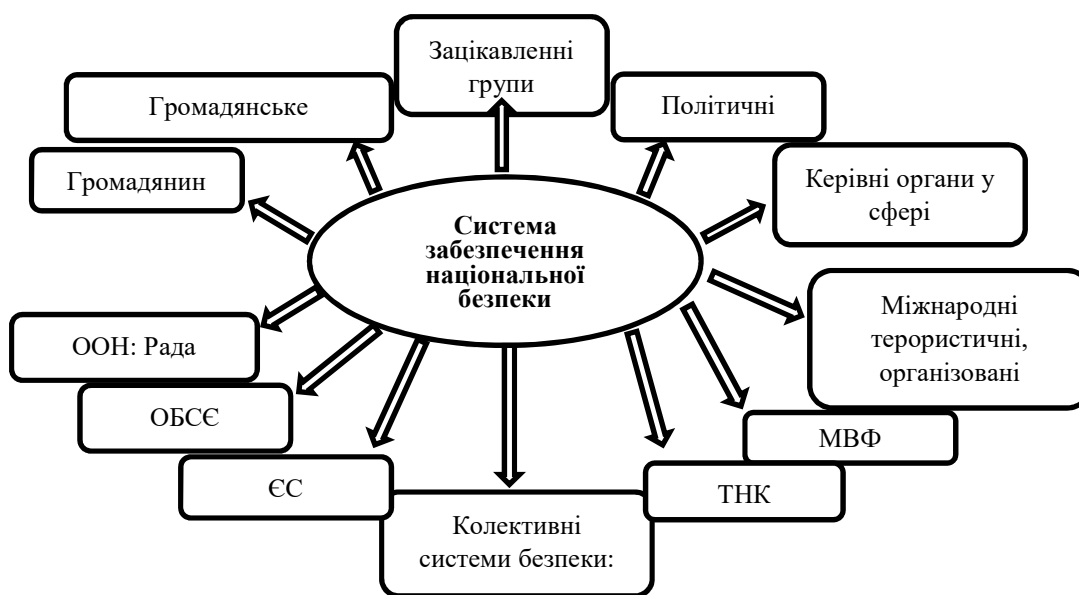 Зацікавленні
групи
Громадянське
Політичні
Громадянин
Керівні органи у
сфері
Система
забезпечення
національної
безпеки
Міжнародні
терористичні,
організовані
ООН: Рада
ОБСЄ
МВФ
ЄС
ТНК
Колективні
системи безпеки: